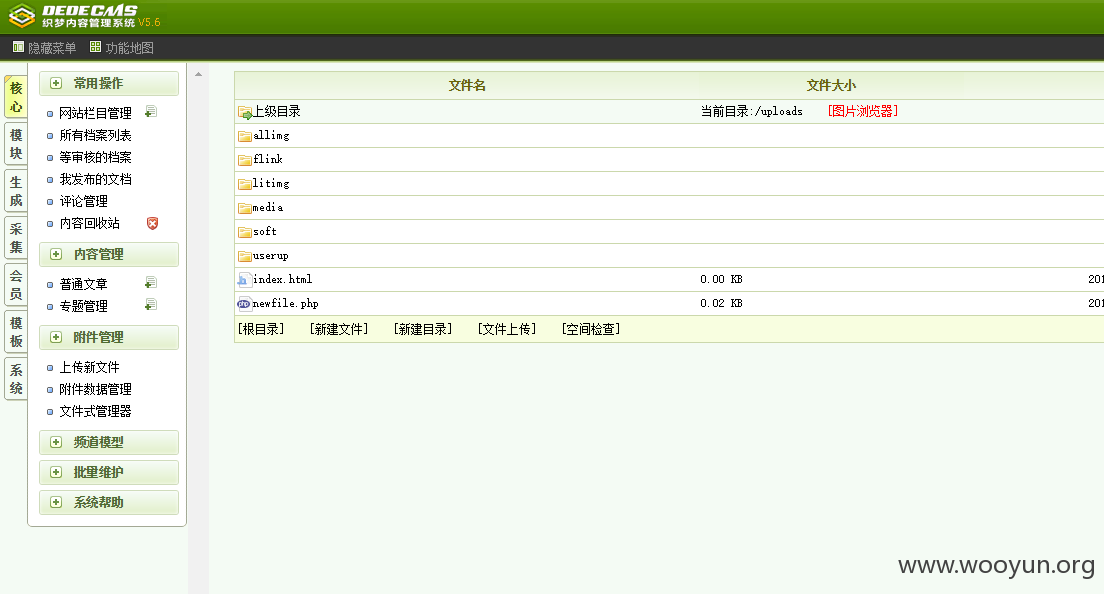 DEDECMS
织梦内容管理系统 V5.6
隐藏菜单 功能地图
核心
模块
生成
采集
会员
模板
系统
常用操作
网站栏目管理
所有档案列表
等审核的档案
我发布的文档
评论管理
内容回收站
内容管理
普通文章
专题管理
附件管理
上传新文件
附件数据管理
文件式管理器
频道模型
批量维护
系统帮助
文件名 文件大小
上级目录 当前目录:/uploads [图片浏览器]
allimg
flink
litimg
media
soft
userup
index.html 0.00 KB 201
newfile.php 0.02 KB 201
[根目录] [新建文件] [新建目录] [文件上传] [空间检查]
www.wooyun.org